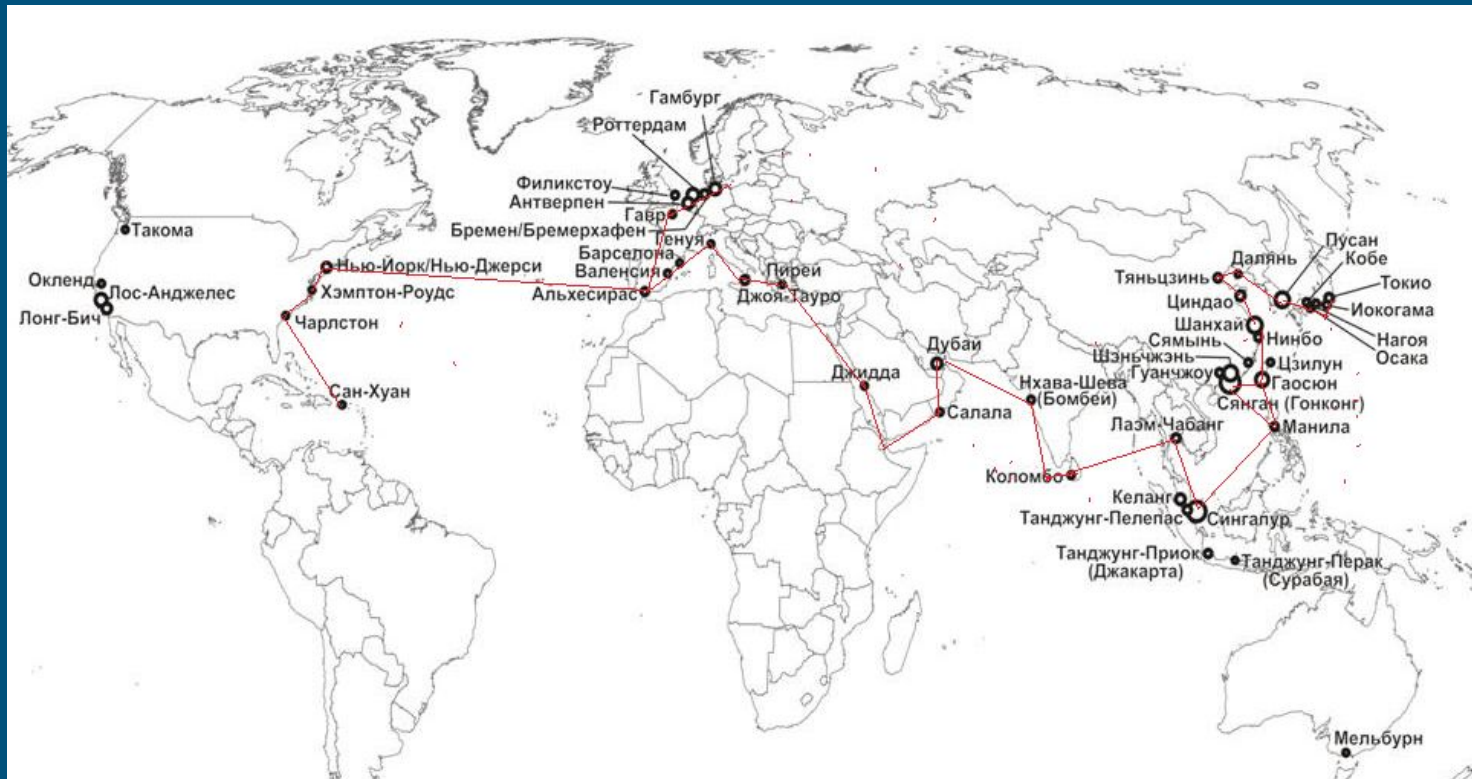 Гамбург
Роттердам
Филикстоу
Антверпен
Гавр
Бремен/Бремерхафен
Генуя
Барселона
Валенсия
Пирей
Альхесирас
Джоя-Тауро
Такома
Нью-Йорк/Нью-Джерси
Окленд
Лос-Анджелес
Хэмптон-Роудс
Лонг-Бич
Чарлстон
Сан-Хуан
Пусан
Кобе
Далянь
Тяньцзинь
Токио
Циндао
Иокогама
Шанхай
Нагоя
Нинбо
Осака
Сямынь
Шэньчжэнь
Цзилун
Гуанчжоу
Гаосюн
Сянган (Гонконг)
Дубай
Джидда
Нхава-Шева
(Бомбей)
Салала
Лаэм-Чабанг
Манила
Коломбо
Келанг
Танджунг-Пелепас
Сингапур
Танджунг-Приок
(Джакарта)
Танджунг-Перак
(Сурабая)
Мельбурн